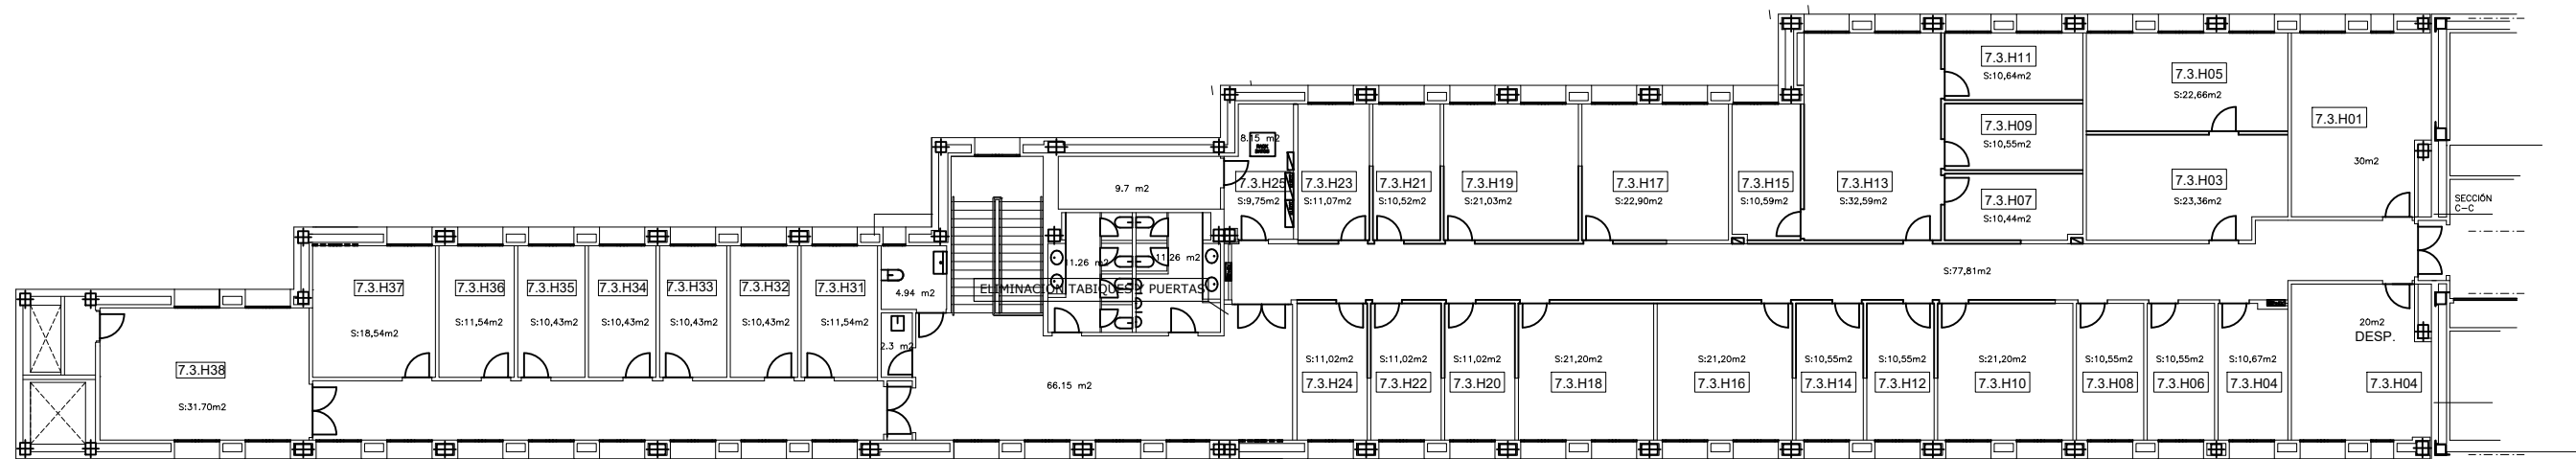 7.3.H11
S:10,64m2
7.3.H05
S:22,66m2
7.3.H01
30m2
7.3.H09
S:10,55m2
7.3.H03
S:23,36m2
7.3.H07
S:10,44m2
SECCIÓN
C-C
8.15 m2
7.3.H25
S:9,75m2
7.3.H23
S:11,07m2
7.3.H21
S:10,52m2
7.3.H19
S:21,03m2
7.3.H17
S:22,90m2
7.3.H15
S:10,59m2
7.3.H13
S:32,59m2
9.7 m2
11.26 m2
11.26 m2
S:77,81m2
ELIMINACIÓN TABIQUES Y PUERTAS
4.94 m2
2.3 m2
7.3.H37
S:18,54m2
7.3.H36
S:11,54m2
7.3.H35
S:10,43m2
7.3.H34
S:10,43m2
7.3.H33
S:10,43m2
7.3.H32
S:10,43m2
7.3.H31
S:11,54m2
7.3.H38
S:31.70m2
66.15 m2
S:11,02m2
7.3.H24
S:11,02m2
7.3.H22
S:11,02m2
7.3.H20
S:21,20m2
7.3.H18
S:21,20m2
7.3.H16
S:10,55m2
7.3.H14
S:10,55m2
7.3.H12
S:21,20m2
7.3.H10
S:10,55m2
7.3.H08
S:10,55m2
7.3.H06
S:10,67m2
7.3.H04
20m2
DESP.
7.3.H04